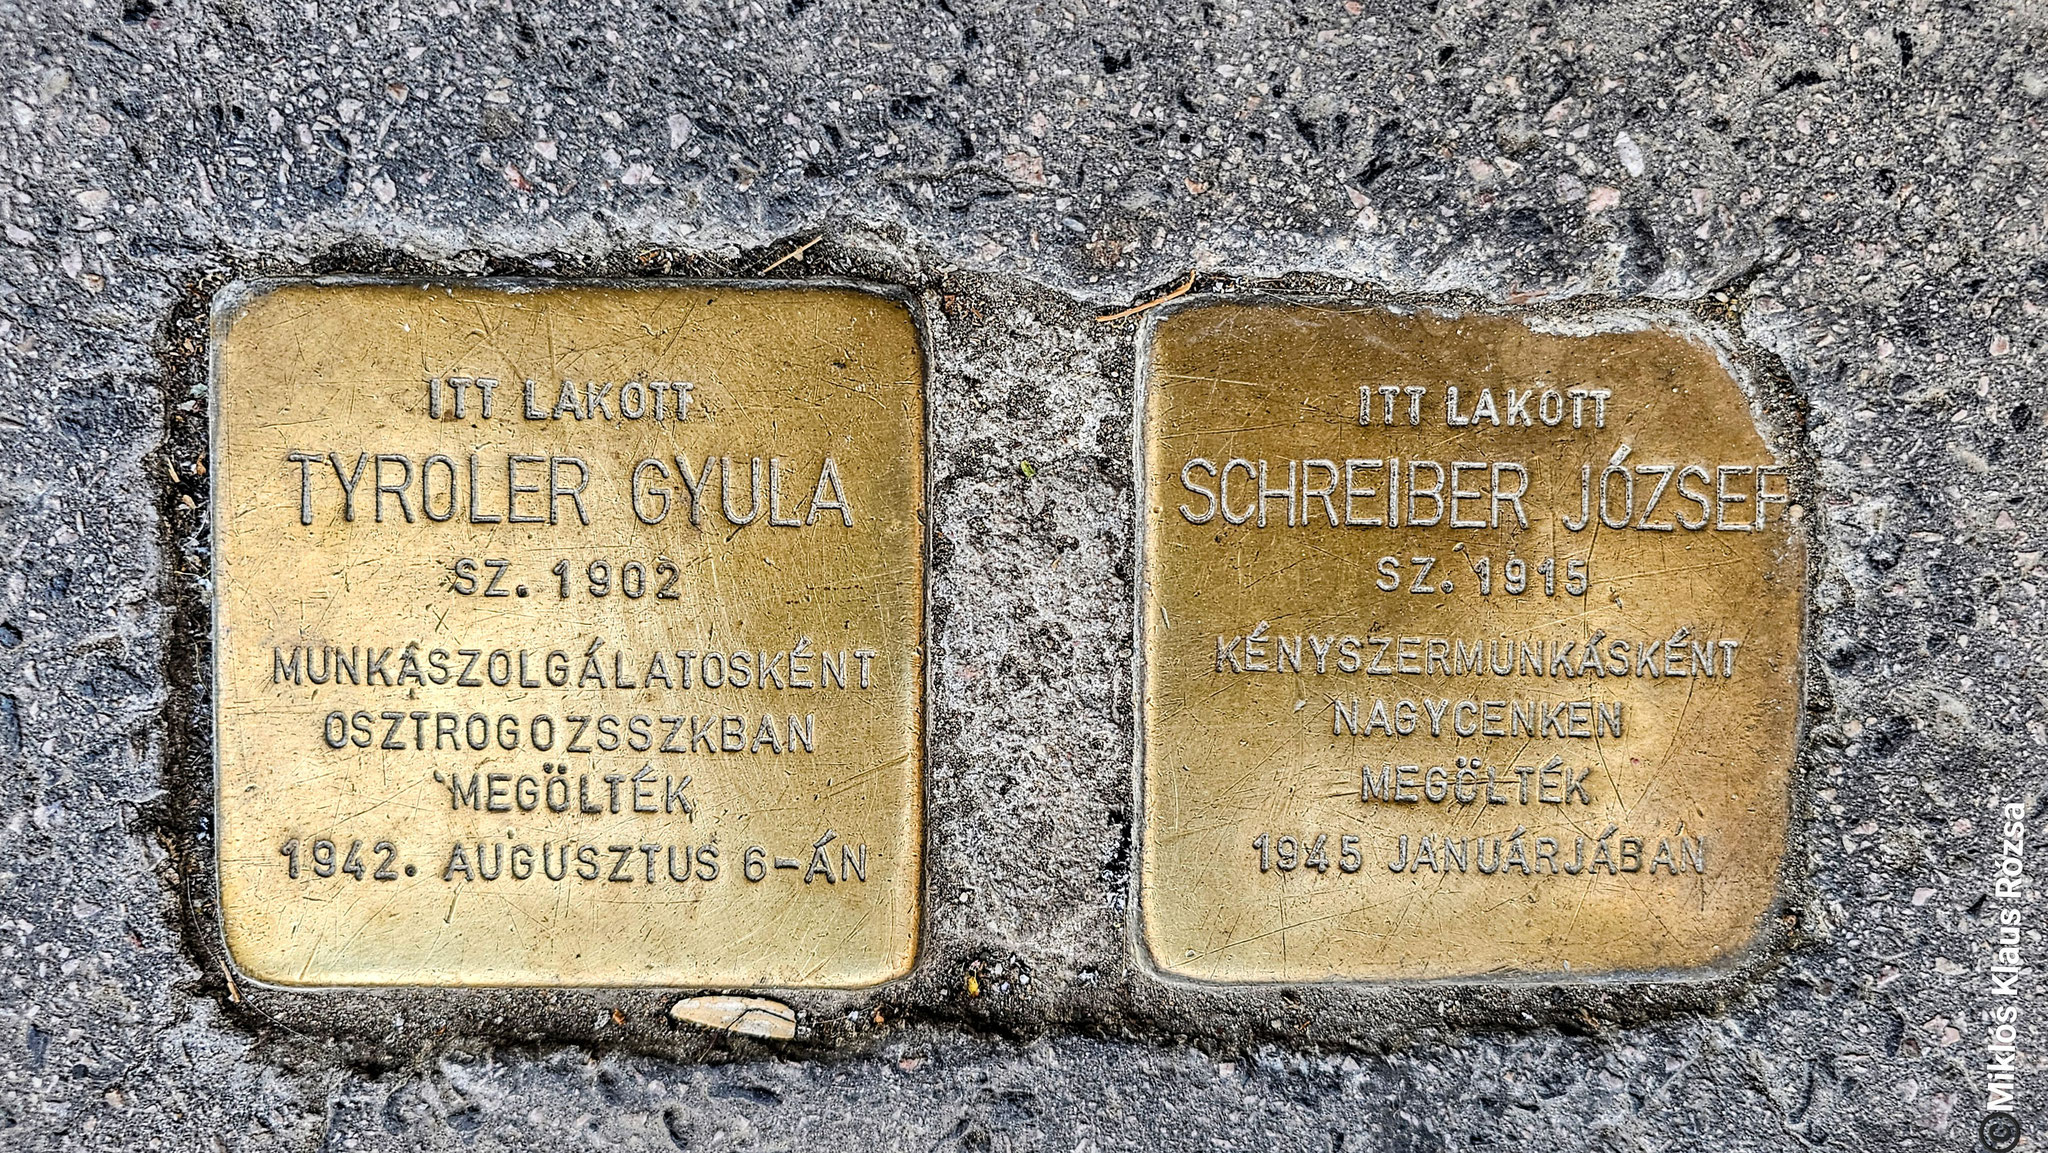 ITT LAKOTT
TYROLER GYULA
SZ. 1902
MUNKASZOLGÁLATOSKÉNT
OSZTROGOZSSZKBAN
MEGÖLTÉK
1942. AUGUSZTUS 6-ÁN
ITT LAKOTT
SCHREIBER JÓZSEF
SZ. 1915
KÉNYSZERMUNKÁSKÉNT
NAGYCENKEN
MEGÖLTÉK
1945 JANUÁRJÁBAN
© Miklós Klaus Rózsa